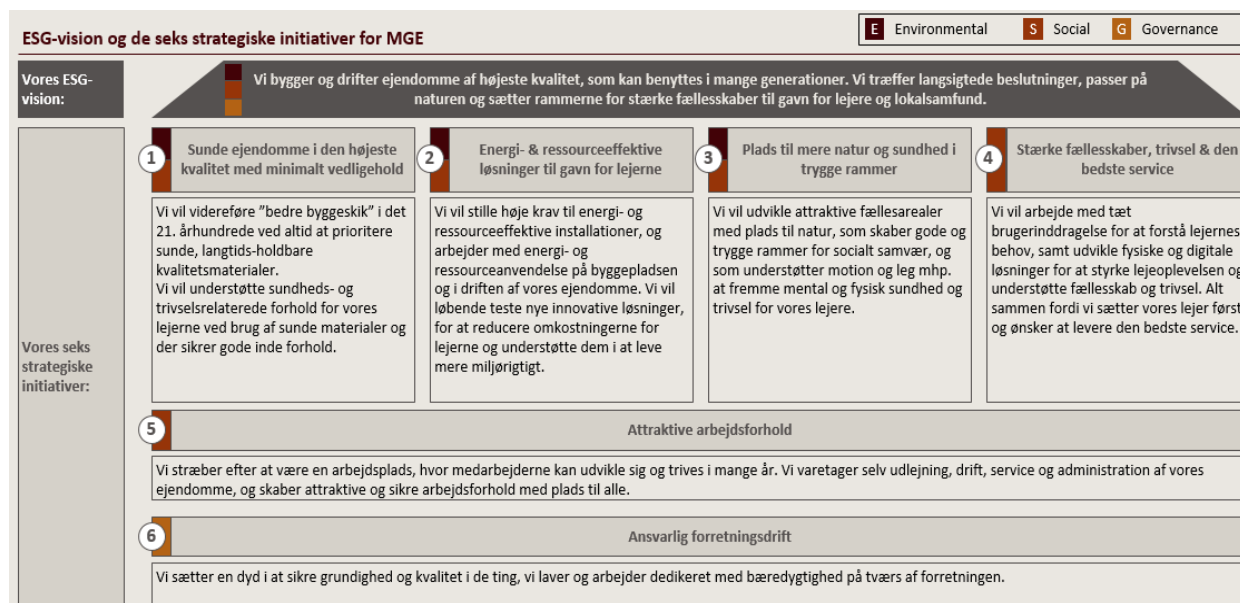 ESG-vision og de seks strategiske initiativer for MGE
E Environmental S Social G Governance
Vores ESG-
vision:
Vi bygger og drifter ejendomme af højeste kvalitet, som kan benyttes i mange generationer. Vi træffer langsigtede beslutninger, passer på
naturen og sætter rammerne for stærke fællesskaber til gavn for lejere og lokalsamfund.
Vores seks
strategiske
initiativer:
1
Sunde ejendomme i den højeste
kvalitet med minimalt vedligehold
Vi vil videreføre ”bedre byggeskik” i det
21. århundrede ved altid at prioritere
sunde, langtids-holdbare
kvalitetsmaterialer.
Vi vil understøtte sundheds- og
trivselsrelaterede forhold for vores
lejerne ved brug af sunde materialer og
der sikrer gode inde forhold.
2
Energi- & ressourceeffektive
løsninger til gavn for lejerne
Vi vil stille høje krav til energi- og
ressourceeffektive installationer, og
arbejder med energi- og
ressourceanvendelse på byggepladsen
og i driften af vores ejendomme. Vi vil
løbende teste nye innovative løsninger,
for at reducere omkostningerne for
lejerne og understøtte dem i at leve
mere miljørigtigt.
3
Plads til mere natur og sundhed i
trygge rammer
Vi vil udvikle attraktive fællesarealer
med plads til natur, som skaber gode og
trygge rammer for socialt samvær, og
som understøtter motion og leg mhp.
at fremme mental og fysisk sundhed og
trivsel for vores lejere.
4
Stærke fællesskaber, trivsel & den
bedste service
Vi vil arbejde med tæt
brugerinddragelse for at forstå lejernes
behov, samt udvikle fysiske og digitale
løsninger for at styrke lejeoplevelsen og
understøtte fællesskab og trivsel. Alt
sammen fordi vi sætter vores lejer først
og ønsker at levere den bedste service.
5
Attraktive arbejdsforhold
Vi stræber efter at være en arbejdsplads, hvor medarbejderne kan udvikle sig og trives i mange år. Vi varetager selv udlejning, drift, service og administration af vores
ejendomme, og skaber attraktive og sikre arbejdsforhold med plads til alle.
6
Ansvarlig forretningsdrift
Vi sætter en dyd i at sikre grundighed og kvalitet i de ting, vi laver og arbejder dedikeret med bæredygtighed på tværs af forretningen.